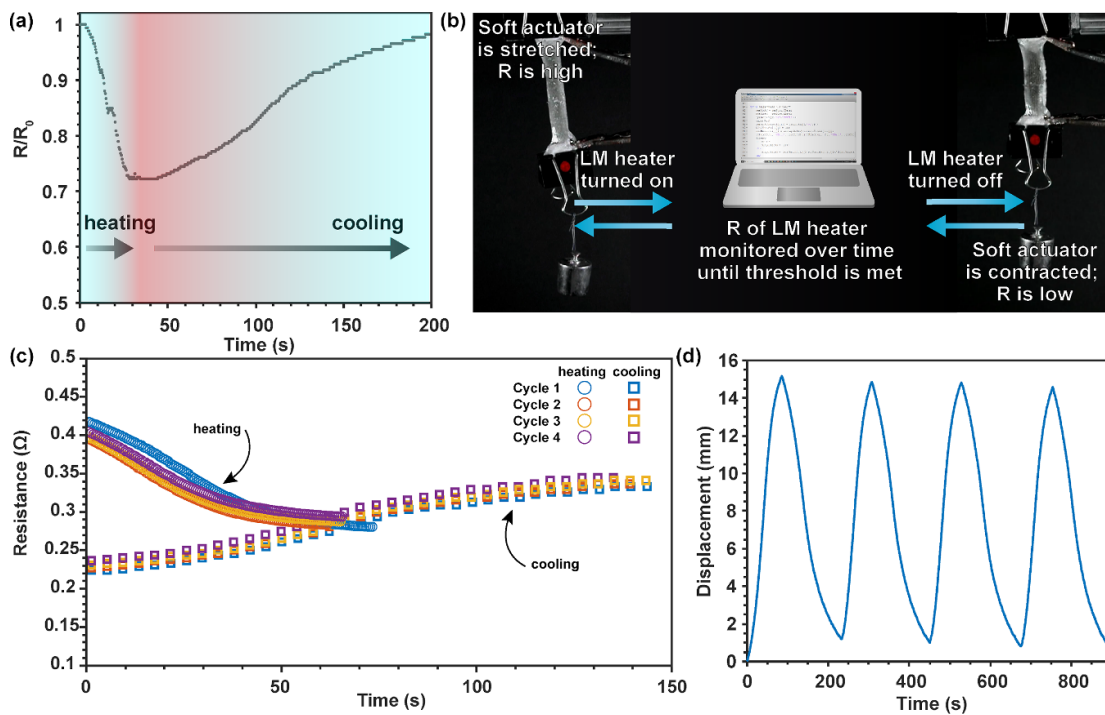 (a)
1
0.9
0.8
0.7
0.6
0.5
R/R0
heating
cooling
0
50
100
150
200
Time (s)
(b)
Soft actuator
is stretched;
R is high
LM heater
turned on
R of LM heater
monitored over time
until threshold is met
LM heater
turned off
Soft actuator
is contracted;
R is low
(c)
0.5
0.45
0.4
0.35
0.3
0.25
0.2
0.15
0.1
Resistance (Ω)
heating cooling
Cycle 1
Cycle 2
Cycle 3
Cycle 4
heating
cooling
0
50
100
150
Time (s)
(d)
16
14
12
10
8
6
4
2
0
Displacement (mm)
0
200
400
600
800
Time (s)